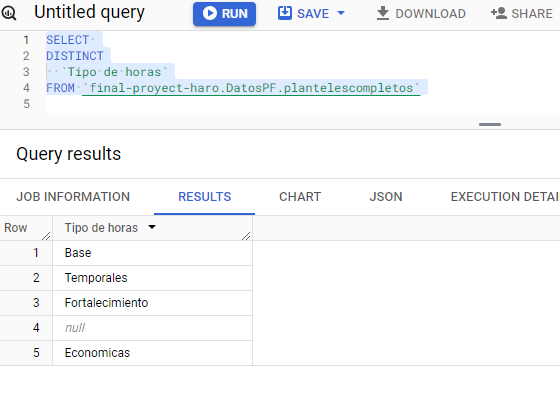 Untitled query
RUN
SAVE
DOWNLOAD
SHARE
1 SELECT
2 DISTINCT
3 `Tipo de horas`
4 FROM `final-proyect-haro.DatosPF.plantelescompletos`
5
Query results
JOB INFORMATION
RESULTS
CHART
JSON
EXECUTION DETAI
Row Tipo de horas
1 Base
2 Temporales
3 Fortalecimiento
4 null
5 Economicas